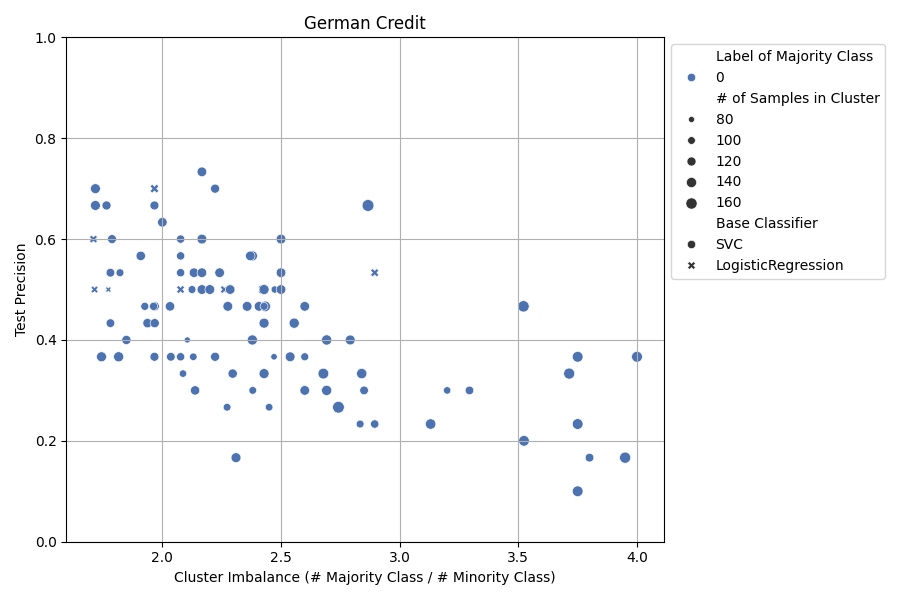 German Credit
1.0
0.8
0.6
0.4
0.2
0.0
Test Precision
2.0 2.5 3.0 3.5 4.0
Cluster Imbalance (# Majority Class / # Minority Class)
Label of Majority Class
0
# of Samples in Cluster
80
100
120
140
160
Base Classifier
SVC
LogisticRegression